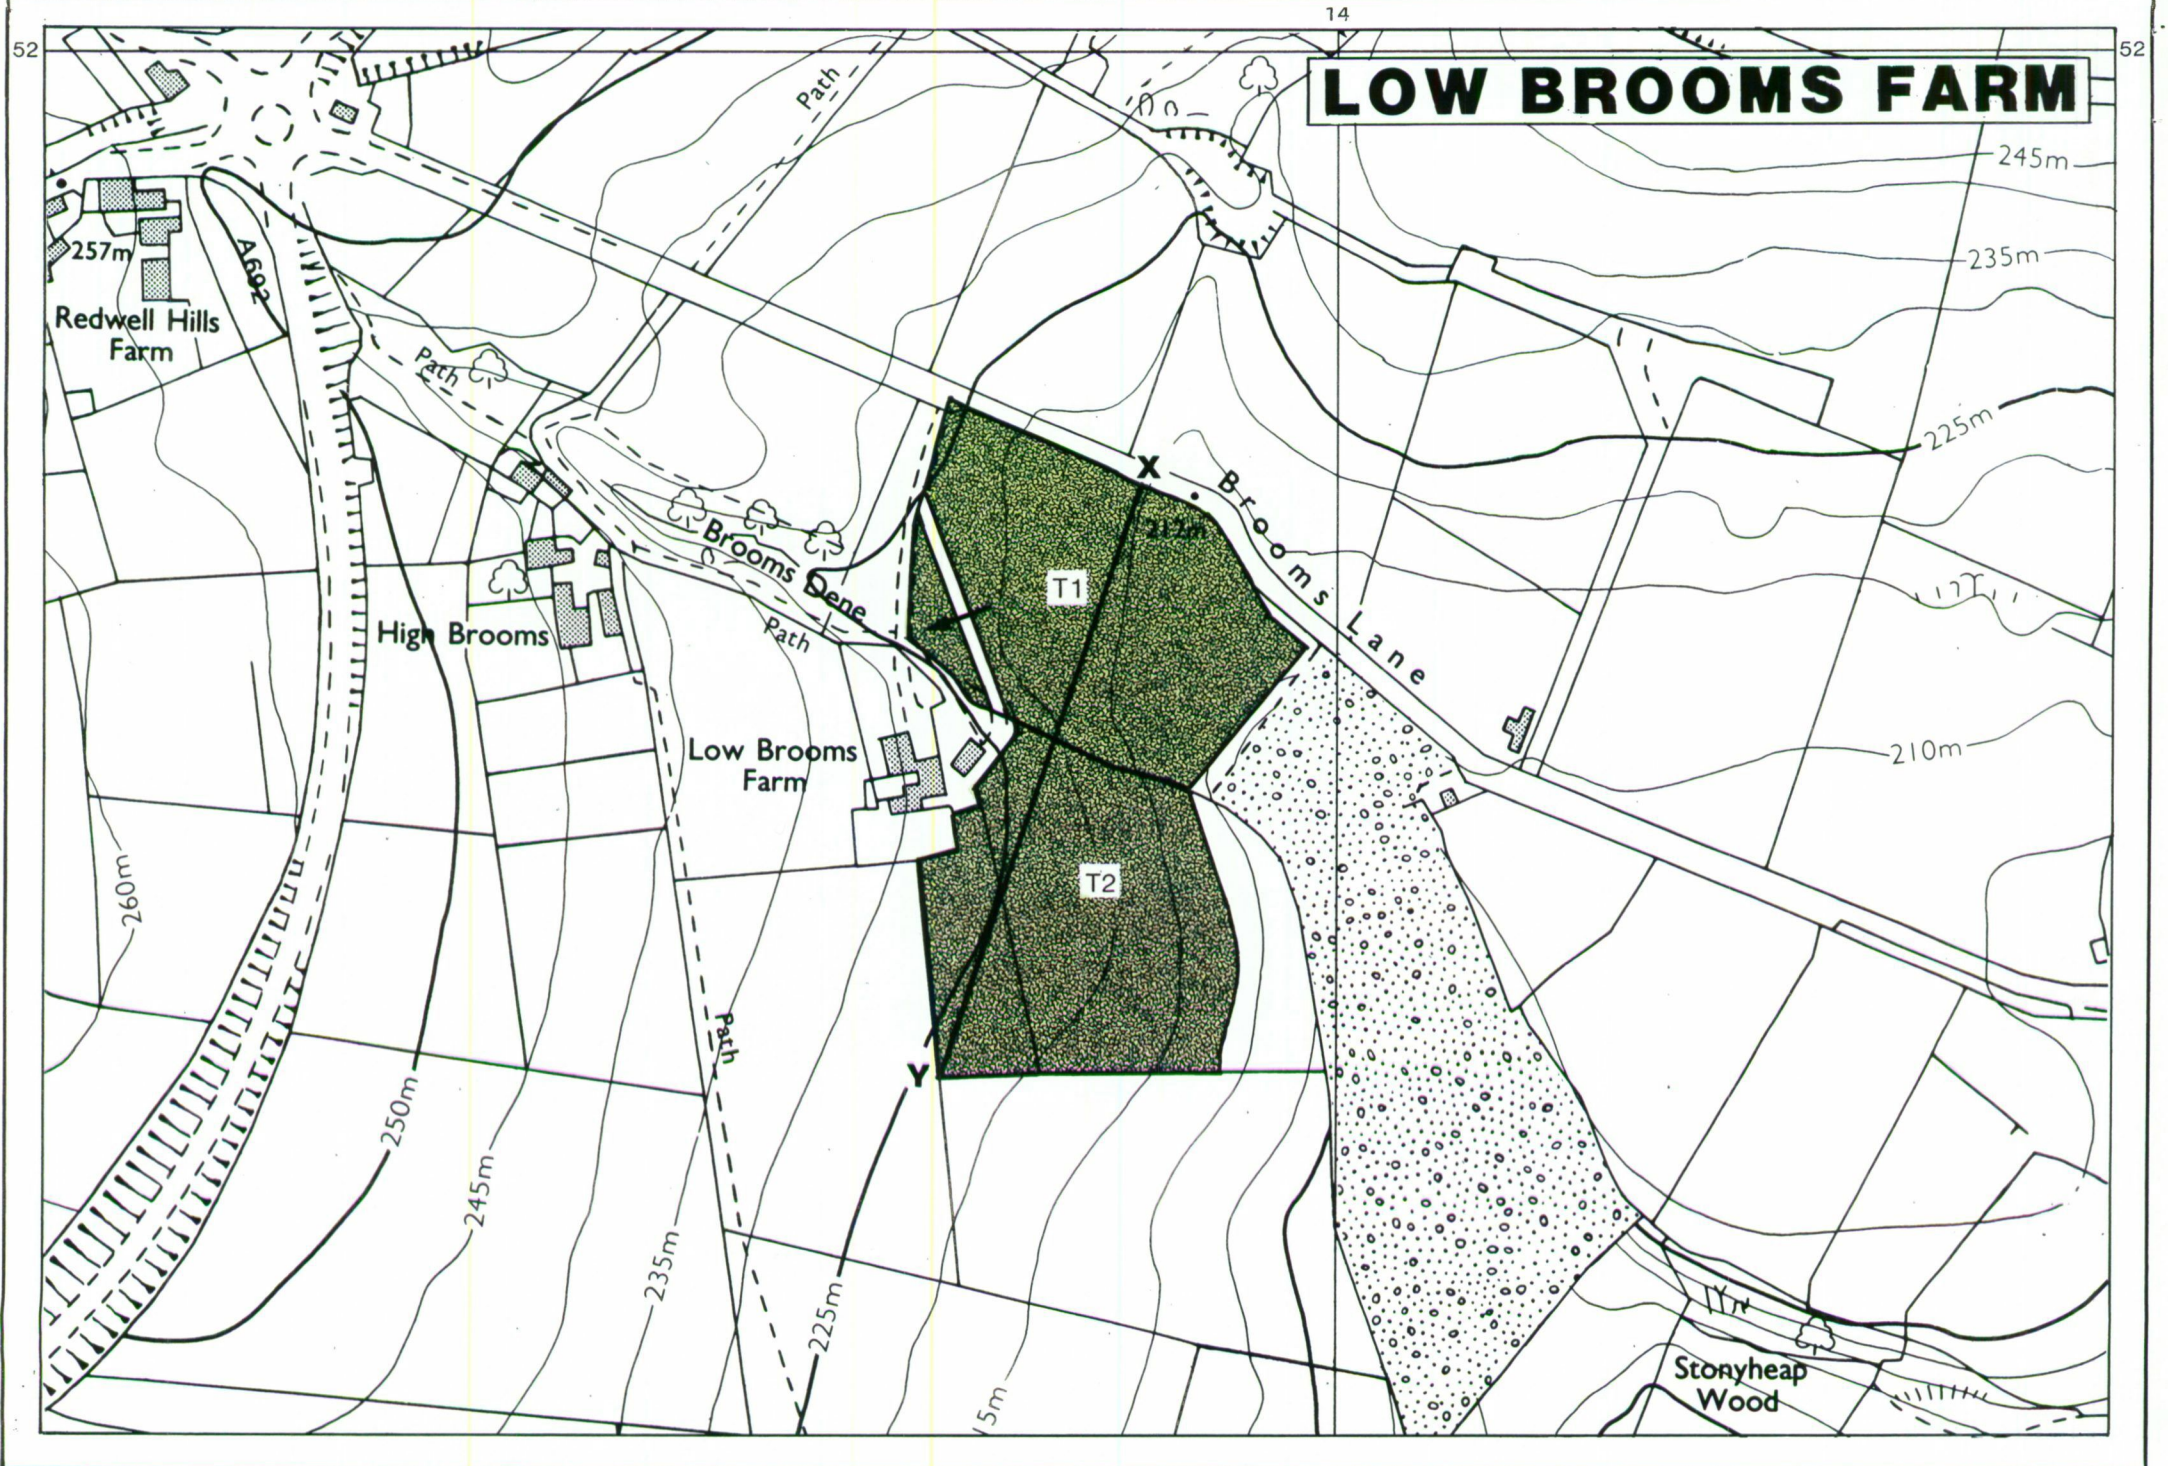 14
52
52
LOW BROOMS FARM
Path
245m
A692
257m
235m
Redwell Hills
Farm
Path
225m
X
Brooms Lane
212m
Brooms Dene
T1
High Brooms
Path
Low Brooms
Farm
210m
260m
T2
Path
Y
250m
245m
235m
225m
15m
Stonyheap
Wood